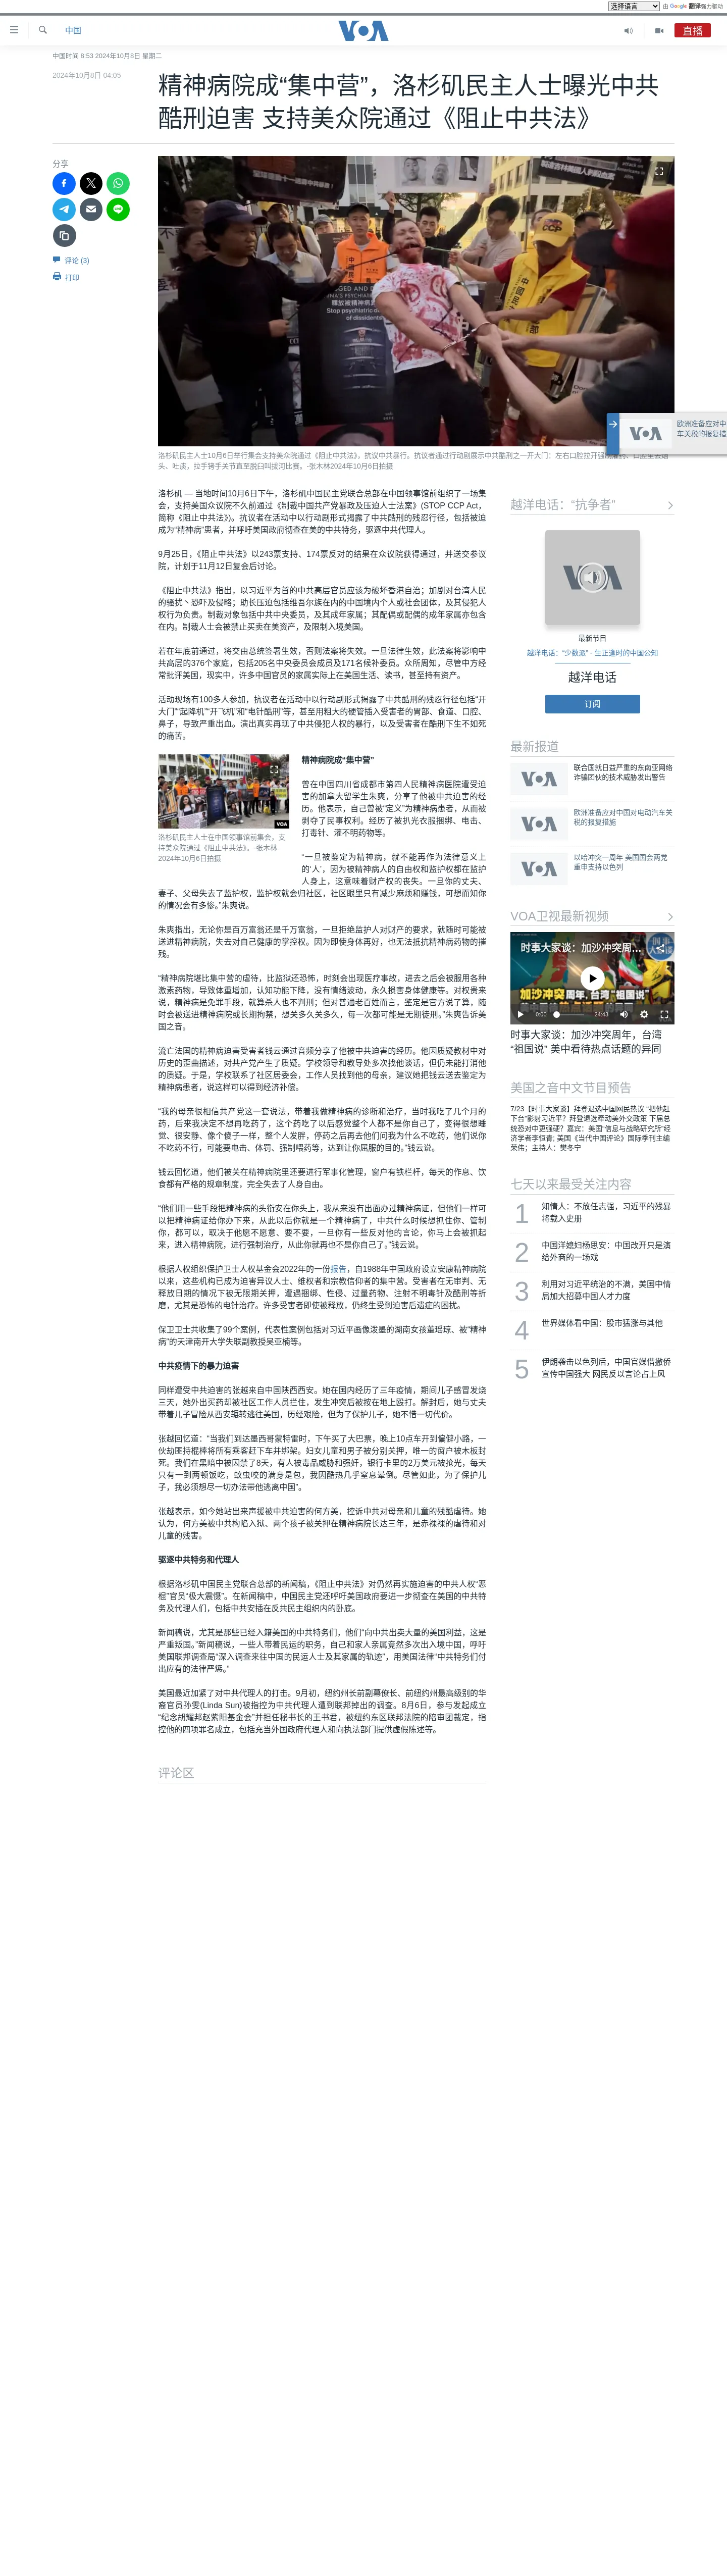 选择语言 由 Google 翻译强力驱动
中国
VOA
直播
中国时间 8:53 2024年10月8日 星期二
2024年10月6日 04:05
精神病院成“集中营”，洛杉矶民主人士曝光中共
酷刑迫害 支持美众院通过《阻止中共法》
分享
评论 (3)
打印
欧洲准备应对中
车关税的报复措
洛杉矶民主人士10月6日举行集会支持美众院通过《阻止中共法》，抗议中共暴行。抗议者通过行动剧展示中共酷刑之一开大门：左右口腔拉开强制灌药、口腔里套烟
头、吐痰，拉手铐手关节直至脱臼叫拔河比赛。-张木林2024年10月6日拍摄
洛杉矶 — 当地时间10月6日下午，洛杉矶中国民主党联合总部在中国领事馆前组织了一场集
会，支持美国众议院不久前通过《制裁中国共产党暴政及压迫人士法案》(STOP CCP Act，
简称《阻止中共法》)。抗议者在活动中以行动剧形式揭露了中共酷刑的残忍行径，包括被迫
成为“精神病”患者，并呼吁美国政府彻查在美的中共特务，驱逐中共代理人。
9月25日，《阻止中共法》以243票支持、174票反对的结果在众议院获得通过，并送交参议
院，计划于11月12日复会后讨论。
《阻止中共法》指出，以习近平为首的中共高层官员应该为破坏香港自治；加剧对台湾人民
的骚扰丶恐吓及侵略；助长压迫包括维吾尔族在内的中国境内个人或社会团体，及其侵犯人
权行为负责。制裁对象包括中共中央委员，及其成年家属；其配偶或配偶的成年家属亦包含
在内。制裁人士会被禁止买卖在美资产，及限制入境美国。
若在年底前通过，将交由总统签署生效，否则法案将失效。一旦法律生效，此法案将影响中
共高层的376个家庭，包括205名中央委员会成员及171名候补委员。众所周知，尽管中方经
常批评美国，现实中，许多中国官员的家属实际上在美国生活、读书，甚至持有资产。
活动现场有100多人参加，抗议者在活动中以行动剧形式揭露了中共酷刑的残忍行径包括“开
大门”“起降机”“开飞机”和“电针酷刑”等，甚至用粗大的硬管插入受害者的胃部、食道、口腔、
鼻子，导致严重出血。演出真实再现了中共侵犯人权的暴行，以及受害者在酷刑下生不如死
的痛苦。
洛杉矶民主人士在中国领事馆前集会，支
持美众院通过《阻止中共法》。-张木林
2024年10月6日拍摄
精神病院成“集中营”
曾在中国四川省成都市第四人民精神病医院遭受迫
害的加拿大留学生朱爽，分享了他被中共迫害的经
历。他表示，自己曾被“定义”为精神病患者，从而被
剥夺了民事权利。经历了被扒光衣服捆绑、电击、
打毒针、灌不明药物等。
“一旦被鉴定为精神病，就不能再作为法律意义上
的‘人’，因为被精神病人的自由权和监护权都在监护
人身上，这意味着财产权的丧失。一旦你的丈夫、
妻子、父母失去了监护权，监护权就会归社区，社区眼里只有减少麻烦和赚钱，可想而知你
的情况会有多惨。”朱爽说。
朱爽指出，无论你是百万富翁还是千万富翁，一旦拒绝监护人对财产的要求，就随时可能被
送进精神病院，失去对自己健康的掌控权。因为即使身体再好，也无法抵抗精神病药物的摧
残。
“精神病院堪比集中营的虐待，比监狱还恐怖，时刻会出现医疗事故，进去之后会被服用各种
激素药物，导致体重增加，认知功能下降，没有情绪波动，永久损害身体健康等。对权贵来
说，精神病是免罪手段，就算杀人也不判刑；但对普通老百姓而言，鉴定是官方说了算，随
时会被送进精神病院或长期拘禁，想关多久关多久，每一次都可能是无期徒刑。”朱爽告诉美
国之音。
流亡法国的精神病迫害受害者钱云通过音频分享了他被中共迫害的经历。他因质疑教材中对
历史的歪曲描述，对共产党产生了质疑。学校领导和教导处多次找他谈话，但仍未能打消他
的质疑。于是，学校联系了社区居委会，工作人员找到他的母亲，建议她把钱云送去鉴定为
精神病患者，说这样可以得到经济补偿。
“我的母亲很相信共产党这一套说法，带着我做精神病的诊断和治疗，当时我吃了几个月的
药，后来我决定不想再吃药了，这个药吃了以后感觉整个人都不是你自己了，变得很想睡
觉、很安静、像个傻子一样，整个人发胖，停药之后再去他们问我为什么不吃药，他们说你
不吃药不行，可能要电击、体罚、强制喂药等，达到让你屈服的目的。”钱云说。
钱云回忆道，他们被关在精神病院里还要进行军事化管理，窗户有铁栏杆，每天的作息、饮
食都有严格的规章制度，完全失去了人身自由。
“他们用一些手段把精神病的头衔安在你头上，我从来没有出面办过精神病证，但他们一样可
以把精神病证给你办下来，从此以后你就是一个精神病了，中共什么时候想抓住你、管制
你，都可以，取决于他愿不愿意、要不要，一旦你有一些反对他的言论，你马上会被抓起
来，进入精神病院，进行强制治疗，从此你就再也不是你自己了。”钱云说。
根据人权组织保护卫士人权基金会2022年的一份报告，自1988年中国政府设立安康精神病院
以来，这些机构已成为迫害异议人士、维权者和宗教信仰者的集中营。受害者在无审判、无
释放日期的情况下被无限期关押，遭遇捆绑、性侵、过量药物、注射不明毒针及酷刑等折
磨，尤其是恐怖的电针治疗。许多受害者即使被释放，仍终生受到迫害后遗症的困扰。
保卫卫士共收集了99个案例，代表性案例包括对习近平画像泼墨的湖南女孩董瑶琼、被“精神
病”的天津南开大学失联副教授吴亚楠等。
中共疫情下的暴力迫害
同样遭受中共迫害的张越来自中国陕西西安。她在国内经历了三年疫情，期间儿子感冒发烧
三天，她外出买药却被社区工作人员拦住，发生冲突后被按在地上殴打。解封后，她与丈夫
带着儿子冒险从西安辗转逃往美国，历经艰险，但为了保护儿子，她不惜一切代价。
张越回忆道：“当我们到达墨西哥蒙特雷时，下午买了大巴票，晚上10点车开到偏僻小路，一
伙劫匪持棍棒将所有乘客赶下车并绑架。妇女儿童和男子被分别关押，唯一的窗户被木板封
死。我们在黑暗中被囚禁了8天，有人被毒品威胁和强奸，银行卡里的2万美元被抢光，每天
只有一到两顿饭吃，蚊虫咬的满身是包，我因酷热几乎窒息晕倒。尽管如此，为了保护儿
子，我必须想尽一切办法带他逃离中国”。
张越表示，如今她站出来声援被中共迫害的何方美，控诉中共对母亲和儿童的残酷虐待。她
认为，何方美被中共构陷入狱、两个孩子被关押在精神病院长达三年，是赤裸裸的虐待和对
儿童的残害。
驱逐中共特务和代理人
根据洛杉矶中国民主党联合总部的新闻稿，《阻止中共法》对仍然再实施迫害的中共人权“恶
棍”官员“极大震慑”。在新闻稿中，中国民主党还呼吁美国政府要进一步彻查在美国的中共特
务及代理人们，包括中共安插在反共民主组织内的卧底。
新闻稿说，尤其是那些已经入籍美国的中共特务们，他们“向中共出卖大量的美国利益，这是
严重叛国。”新闻稿说，一些人带着民运的职务，自己和家人亲属竟然多次出入境中国，呼吁
美国联邦调查局“深入调查来往中国的民运人士及其家属的轨迹”，用美国法律“中共特务们付
出应有的法律严惩。”
美国最近加紧了对中共代理人的打击。9月初，纽约州长前副幕僚长、前纽约州最高级别的华
裔官员孙雯(Linda Sun)被指控为中共代理人遭到联邦掉出的调查。8月6日，参与发起成立
“纪念胡耀邦赵紫阳基金会”并担任秘书长的王书君，被纽约东区联邦法院的陪审团裁定，指
控他的四项罪名成立，包括充当外国政府代理人和向执法部门提供虚假陈述等。
评论区
越洋电话：“抗争者”
VOA
最新节目
越洋电话：“少数派” - 生正逢时的中国公知
越洋电话
订阅
最新报道
联合国就日益严重的东南亚网络
诈骗团伙的技术威胁发出警告
欧洲准备应对中国对电动汽车关
税的报复措施
以哈冲突一周年 美国国会两党
重申支持以色列
VOA卫视最新视频
时事大家谈：加沙冲突周...
加沙冲突周年,台湾“祖国说”
0:00 24:43
时事大家谈：加沙冲突周年，台湾
“祖国说” 美中看待热点话题的异同
美国之音中文节目预告
7/23【时事大家谈】拜登退选中国网民热议 “把他赶
下台”影射习近平？拜登退选牵动美外交政策 下届总
统恐对中更强硬？嘉宾：美国“信息与战略研究所”经
济学者李恒青; 美国《当代中国评论》国际季刊主编
荣伟；主持人：樊冬宁
七天以来最受关注内容
1 知情人：不放任志强，习近平的残暴
将载入史册
2 中国洋媳妇杨思安：中国改开只是演
给外商的一场戏
3 利用对习近平统治的不满，美国中情
局加大招募中国人才力度
4 世界媒体看中国：股市猛涨与其他
5 伊朗袭击以色列后，中国官媒借撤侨
宣传中国强大 网民反以言论占上风